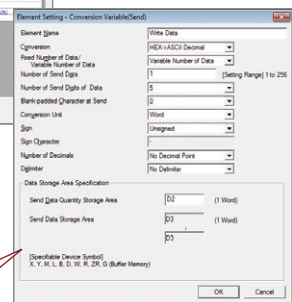 Element Setting - Conversion Variable(Send)
Element Name Write Data
Conversion HEX->ASCII Decimal
Fixed Number of Data/
Variable Number of Data Variable Number of Data
Number of Send Data 1 [Setting Range] 1 to 256
Number of Send Digits of Data 5
Blank-padded Character at Send 0
Conversion Unit Word
Sign Unsigned
Sign Character -
Number of Decimals No Decimal Point
Delimiter No Delimiter
Data Storage Area Specification
Send Data Quantity Storage Area D2 (1 Word)
Send Data Storage Area D3 (1 Word)
D3
[Specifiable Device Symbol]
X, Y, M, L, B, D, W, R, ZR, G (Buffer Memory)
OK Cancel